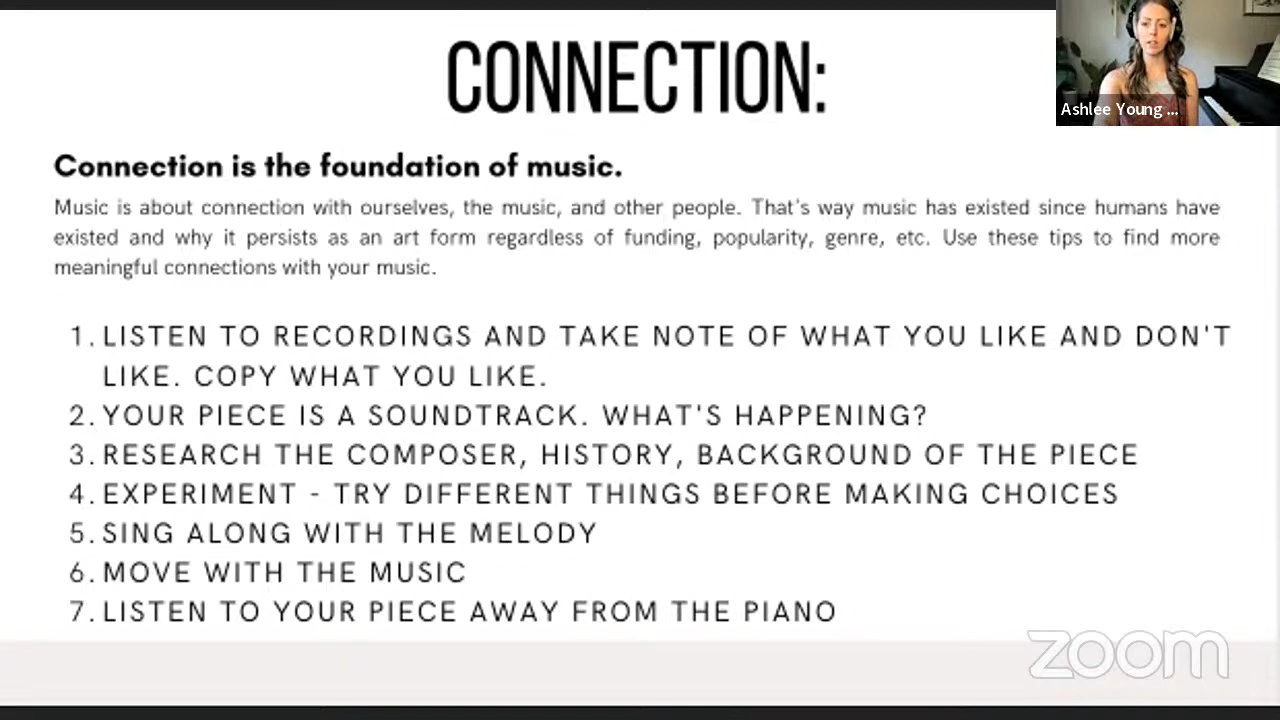 CONNECTION:
Ashlee Young ...
Connection is the foundation of music.
Music is about connection with ourselves, the music, and other people. That's way music has existed since humans have
existed and why it persists as an art form regardless of funding, popularity, genre, etc. Use these tips to find more
meaningful connections with your music.
1. LISTEN TO RECORDINGS AND TAKE NOTE OF WHAT YOU LIKE AND DON'T
LIKE. COPY WHAT YOU LIKE.
2. YOUR PIECE IS A SOUNDTRACK. WHAT'S HAPPENING?
3. RESEARCH THE COMPOSER, HISTORY, BACKGROUND OF THE PIECE
4. EXPERIMENT - TRY DIFFERENT THINGS BEFORE MAKING CHOICES
5. SING ALONG WITH THE MELODY
6. MOVE WITH THE MUSIC
7. LISTEN TO YOUR PIECE AWAY FROM THE PIANO
zoom